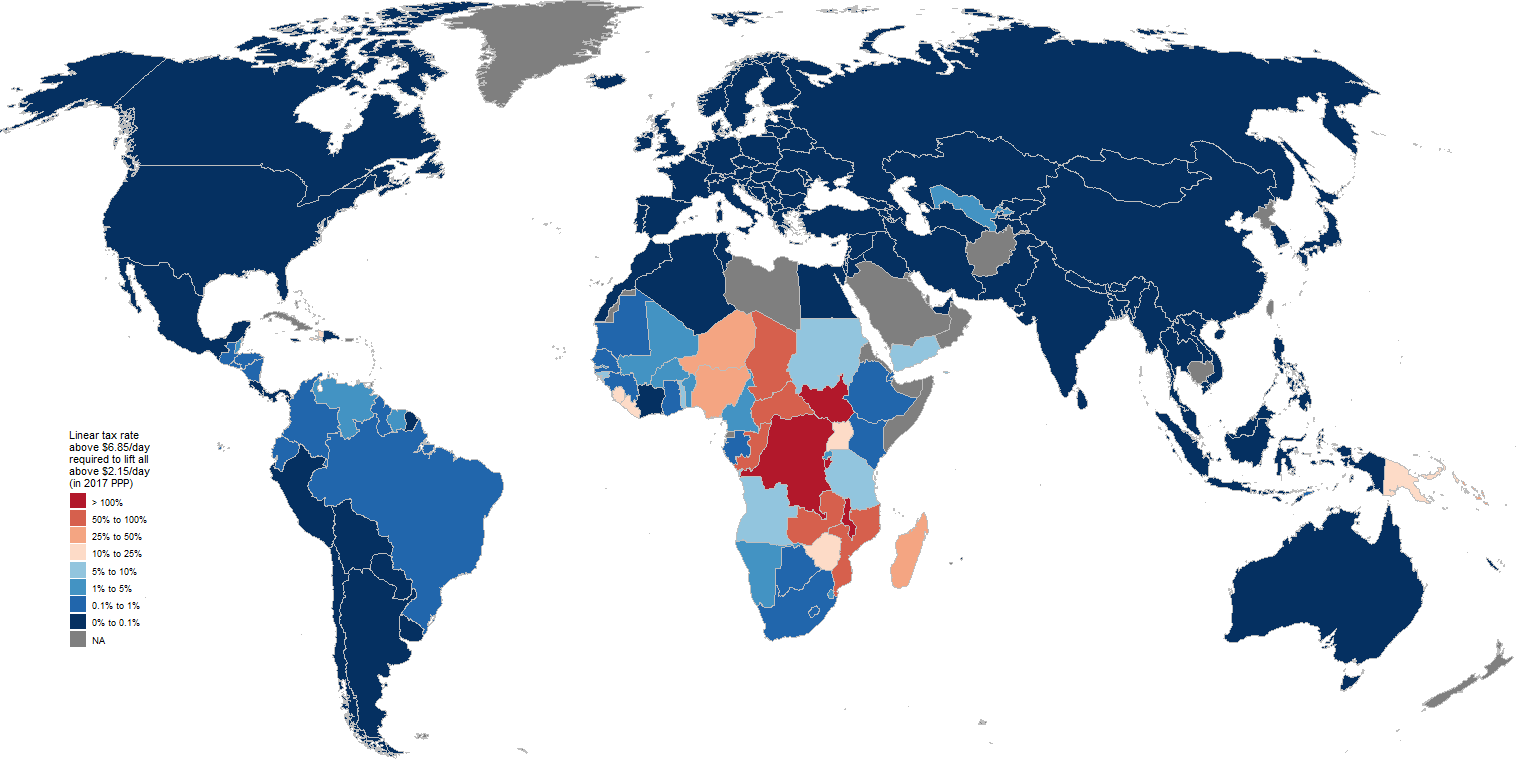 Linear tax rate
above $6.85/day
required to lift all
above $2.15/day
(in 2017 PPP)
> 100%
50% to 100%
25% to 50%
10% to 25%
5% to 10%
1% to 5%
0.1% to 1%
0% to 0.1%
NA